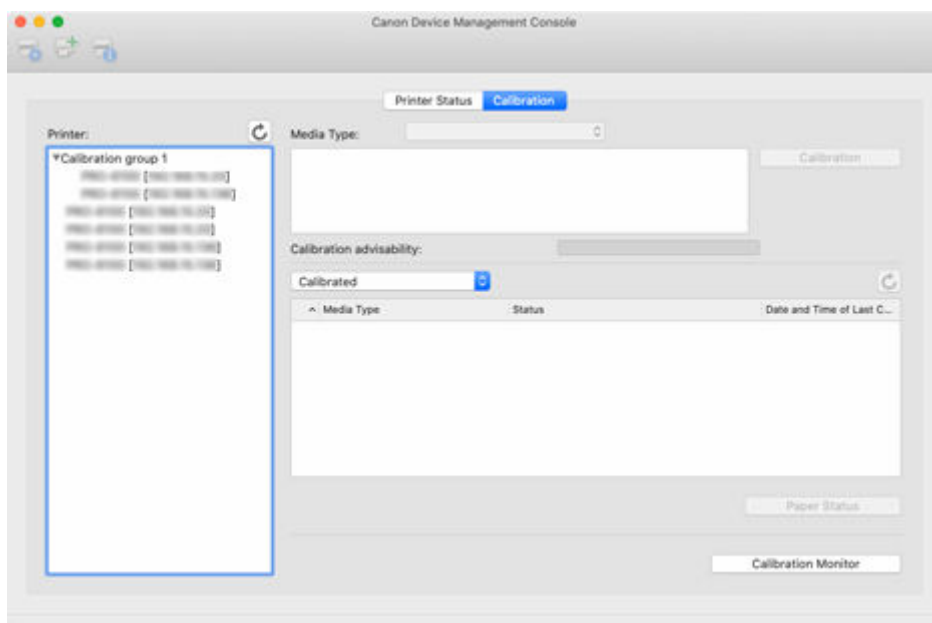 Canon Device Management Console
Printer Status Calibration
Printer:
Media Type:
Calibration group 1
Calibration
Calibration advisability:
Calibrated
Media Type Status Date and Time of Last C...
Paper Status
Calibration Monitor